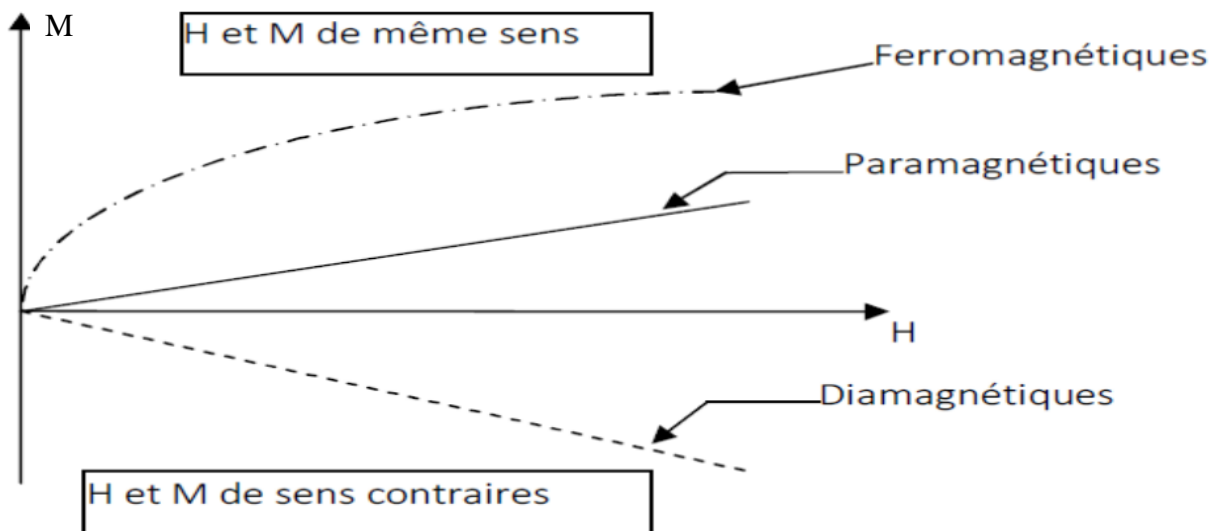 M
H et M de même sens
Ferromagnétiques
Paramagnétiques
H
Diamagnétiques
H et M de sens contraires